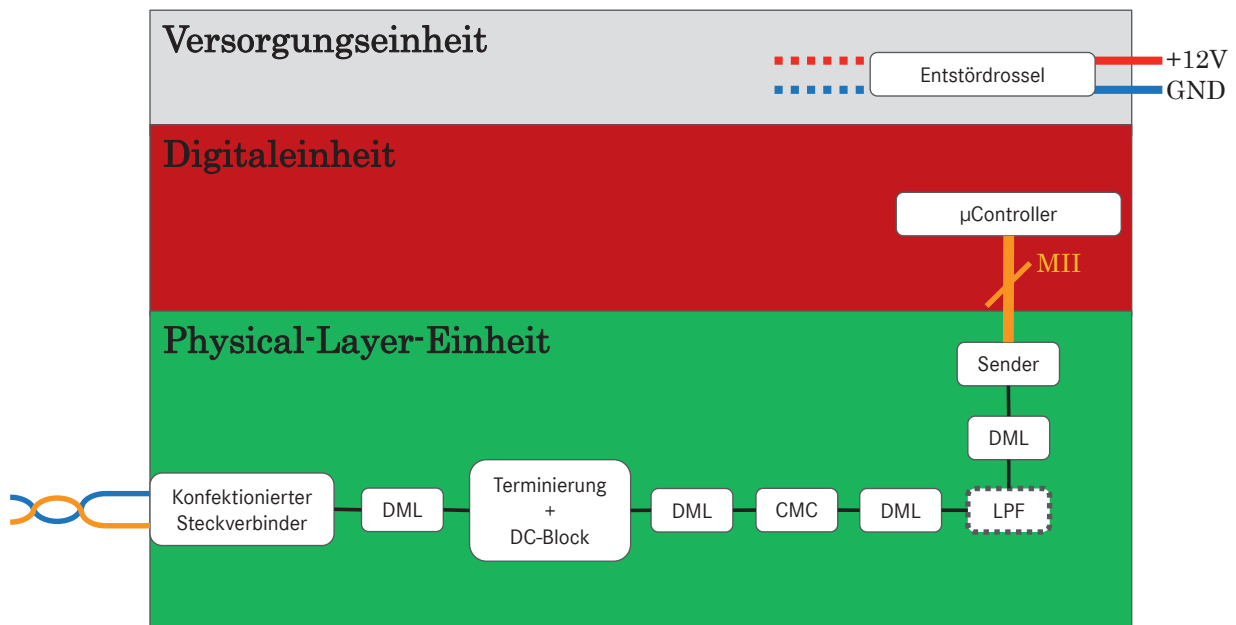 Versorgungseinheit
Entstördrossel
+12V
GND
Digitaleinheit
µController
MII
Physical-Layer-Einheit
Sender
DML
Konfektionierter
Steckverbinder
DML
Terminierung
+
DC-Block
DML
CMC
DML
LPF